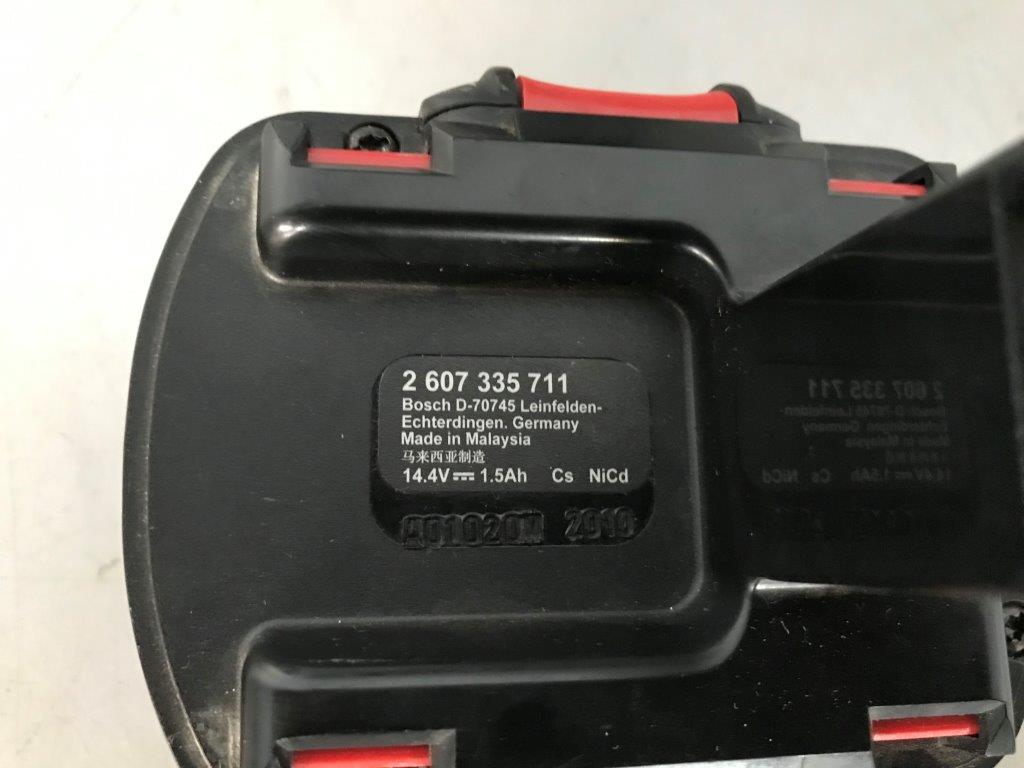 2 607 335 711
Bosch D-70745 Leinfelden-
Echterdingen. Germany
Made in Malaysia
马来西亚制造
14.4V⎓1.5Ah Cs NiCd
A01020M 2010